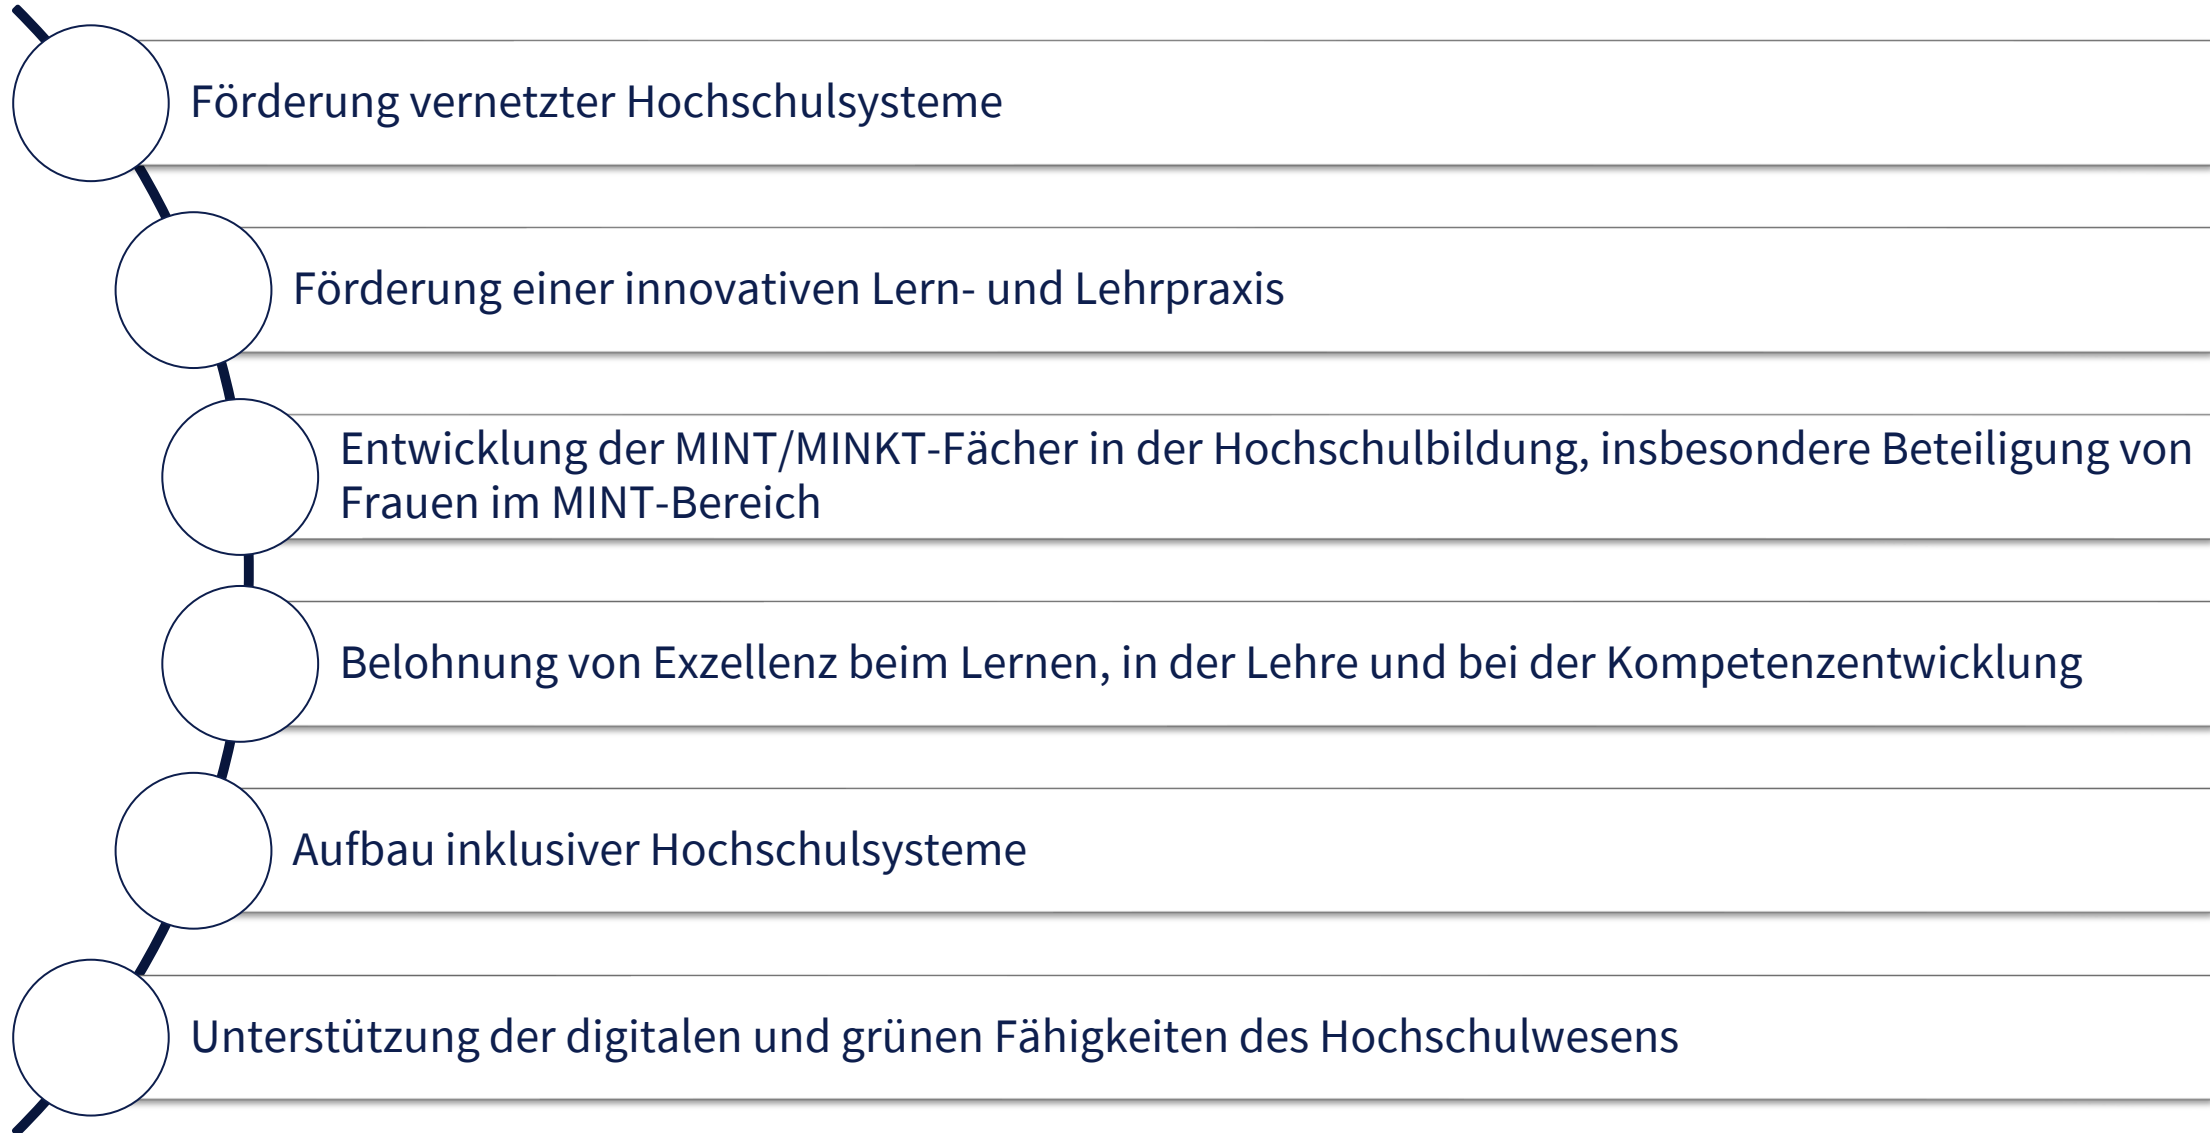 Förderung vernetzter Hochschulsysteme
Förderung einer innovativen Lern- und Lehrpraxis
Entwicklung der MINT/MINKT-Fächer in der Hochschulbildung, insbesondere Beteiligung von
Frauen im MINT-Bereich
Belohnung von Exzellenz beim Lernen, in der Lehre und bei der Kompetenzentwicklung
Aufbau inklusiver Hochschulsysteme
Unterstützung der digitalen und grünen Fähigkeiten des Hochschulwesens